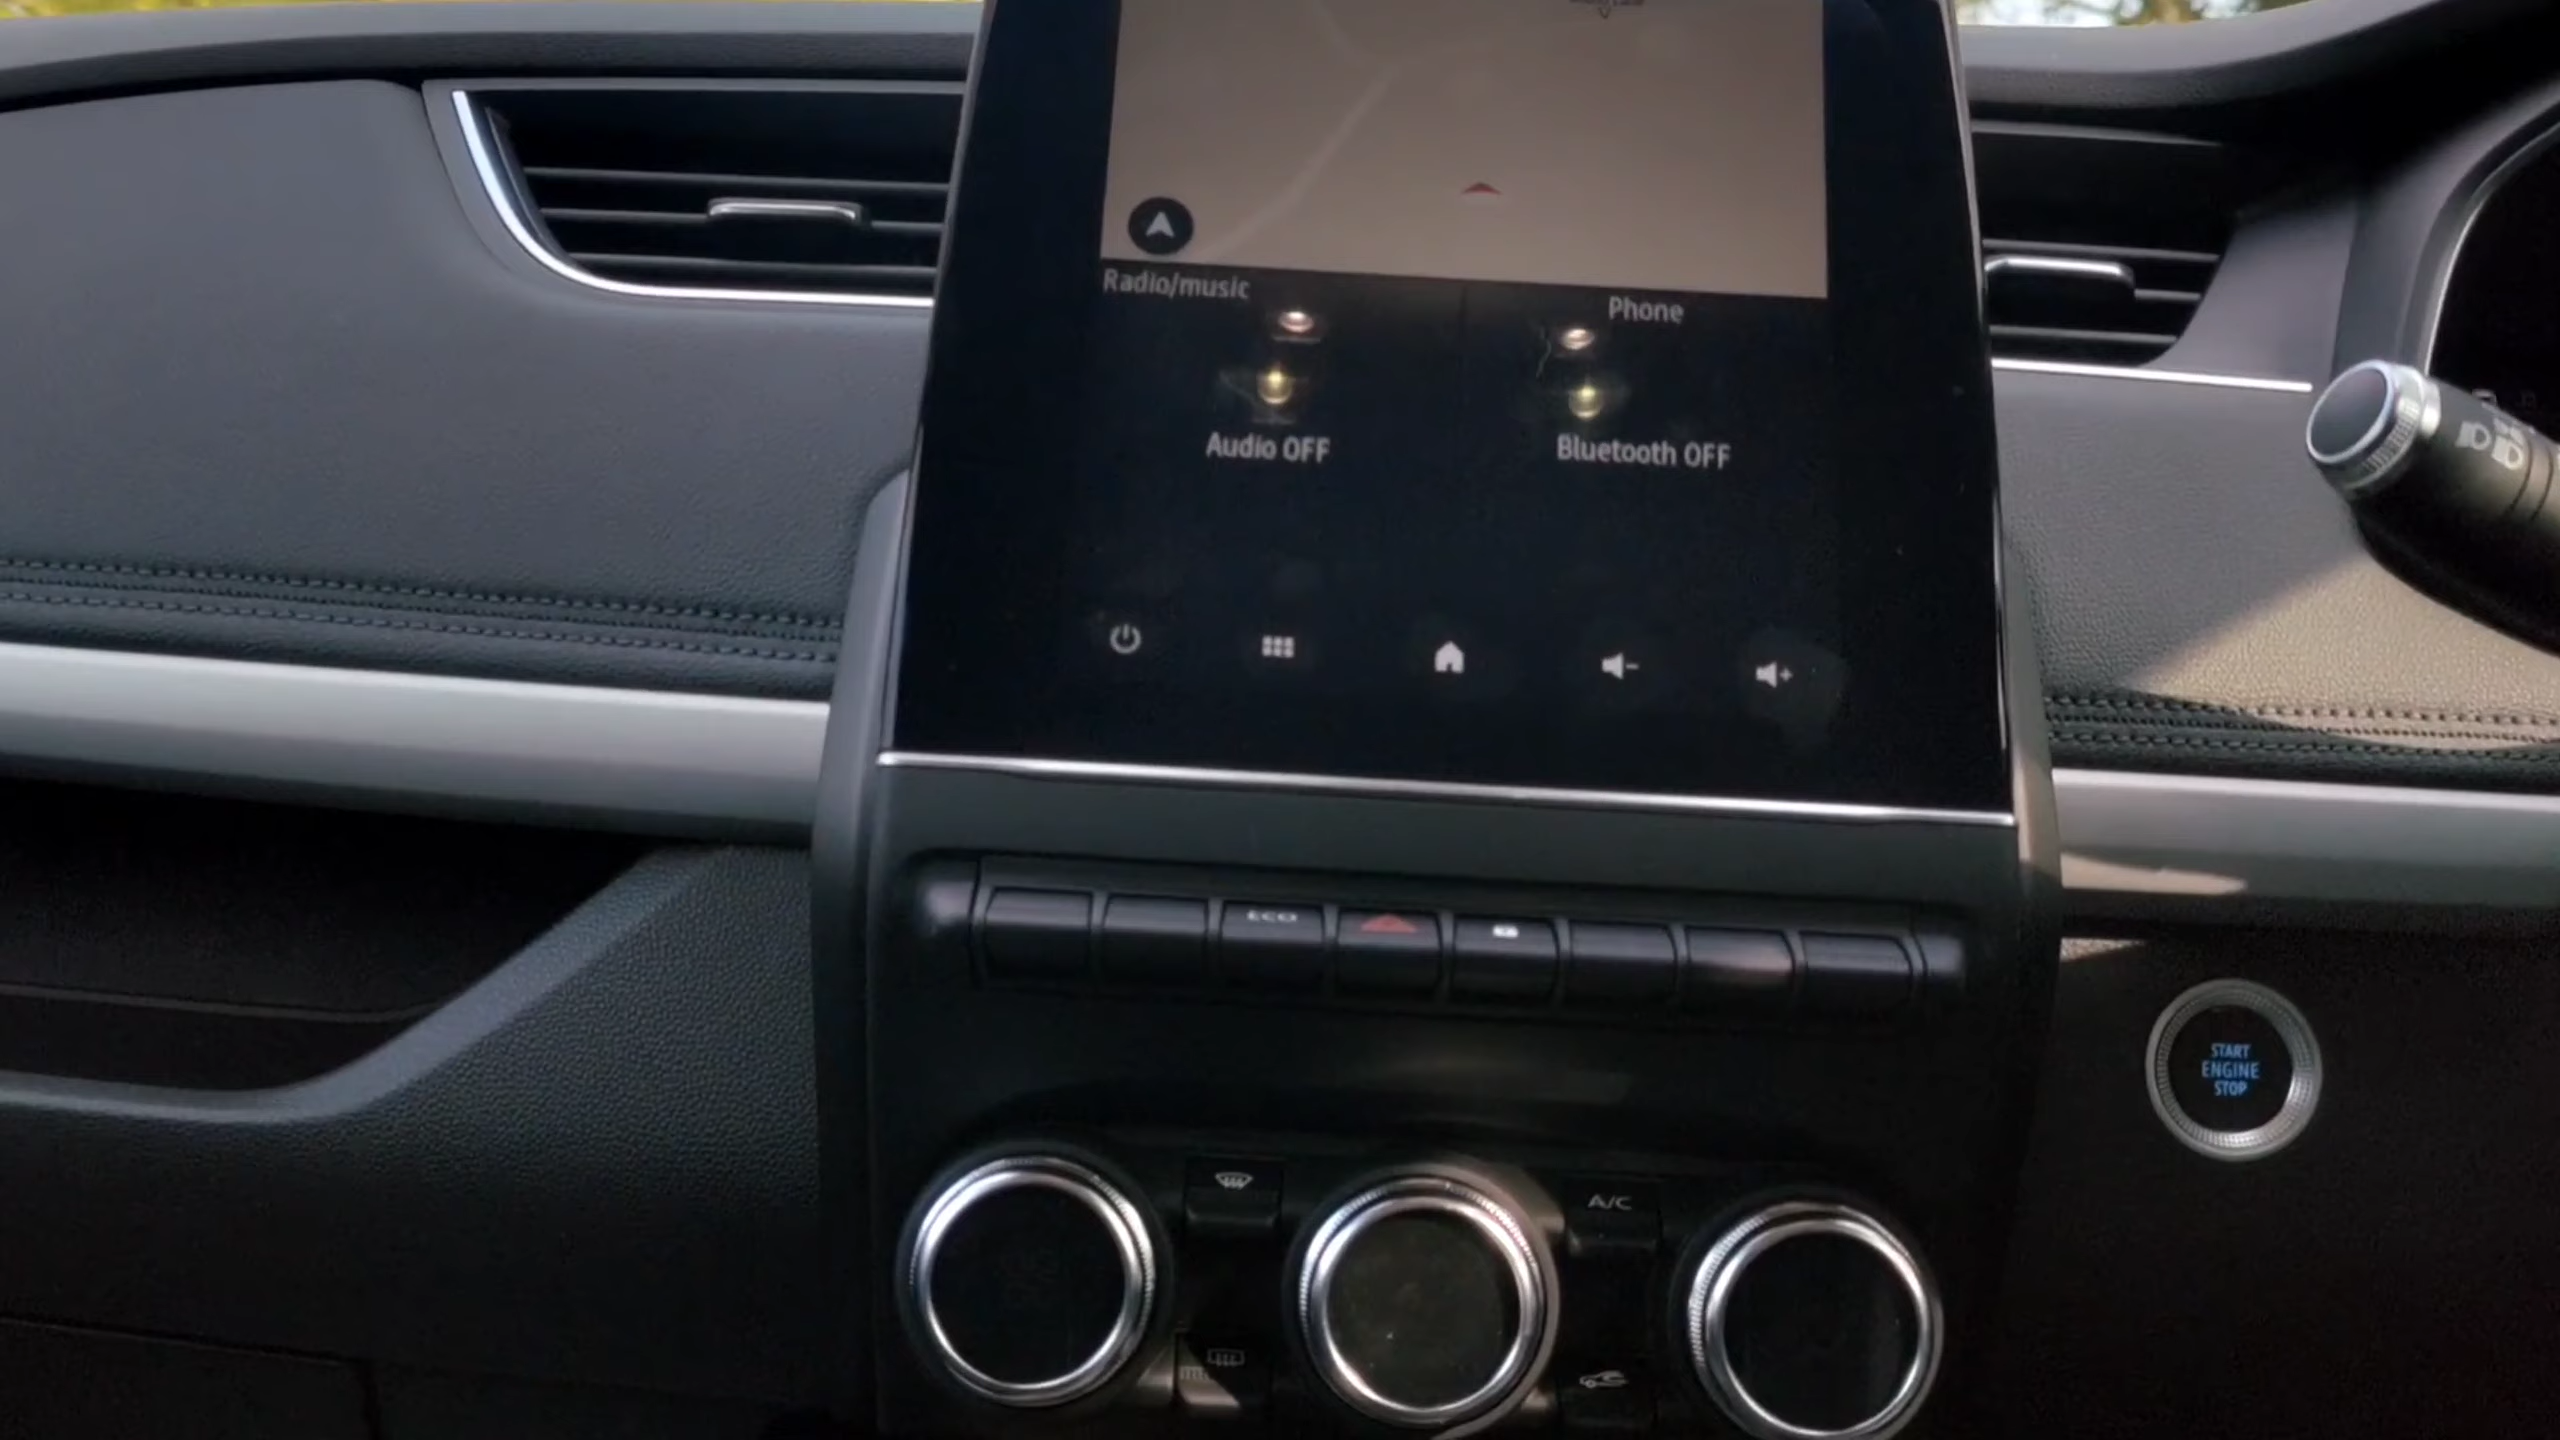 Radio/music
Phone
Audio OFF
Bluetooth OFF
ECO
START
ENGINE
STOP
A/C